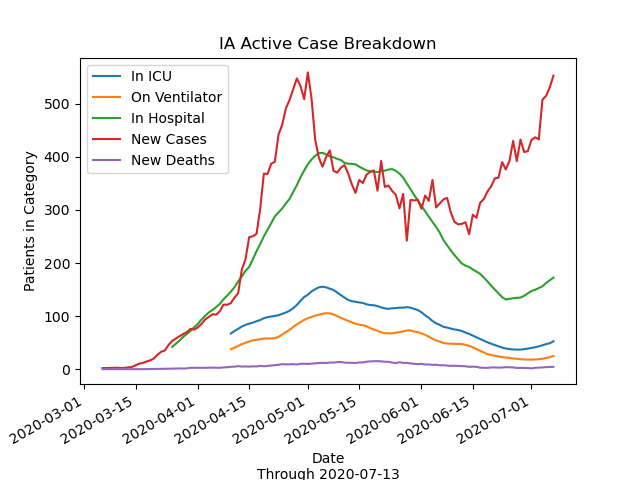 IA Active Case Breakdown
In ICU
On Ventilator
In Hospital
New Cases
New Deaths
Patients in Category
500
400
300
200
100
0
2020-03-01
2020-03-15
2020-04-01
2020-04-15
2020-05-01
2020-05-15
2020-06-01
2020-06-15
2020-07-01
Date
Through 2020-07-13